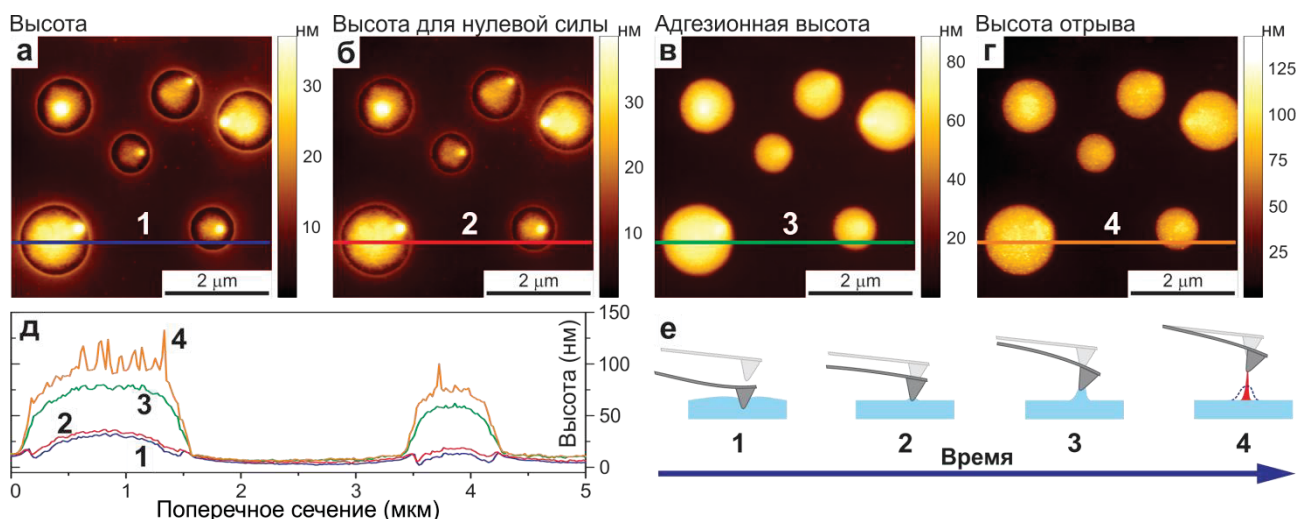 Высота
Высота для нулевой силы
Адгезионная высота
Высота отрыва
а
нм
30
20
10
1
2 μm
б
нм
30
20
10
2
2 μm
в
нм
80
60
40
20
3
2 μm
г
нм
125
100
75
50
25
4
2 μm
д
4
3
2
1
150
100
50
0
Высота (нм)
0 1 2 3 4 5
Поперечное сечение (мкм)
е
1 2 3 4
Время